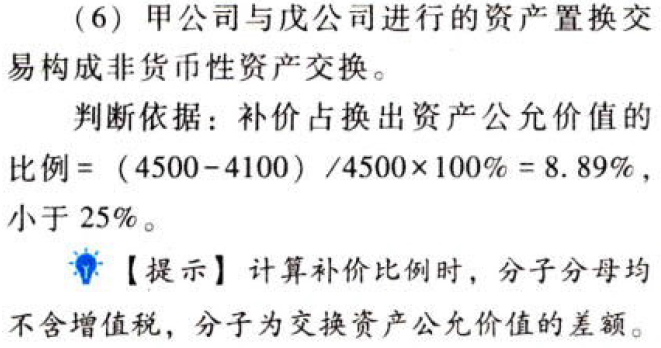 （6）甲公司与戊公司进行的资产置换交
易构成非货币性资产交换。
判断依据：补价占换出资产公允价值的
比例=（4500-4100）/4500×100%=8.89%，
小于25%。
【提示】计算补价比例时，分子分母均
不含增值税，分子为交换资产公允价值的差额。